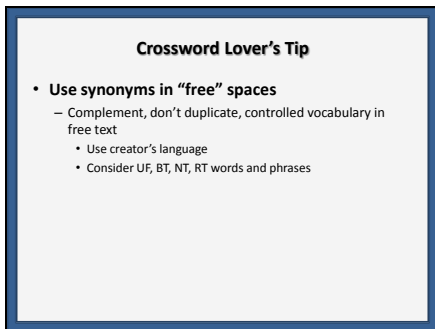 Crossword Lover's Tip
• Use synonyms in "free" spaces
– Complement, don't duplicate, controlled vocabulary in
free text
• Use creator's language
• Consider UF, BT, NT, RT words and phrases